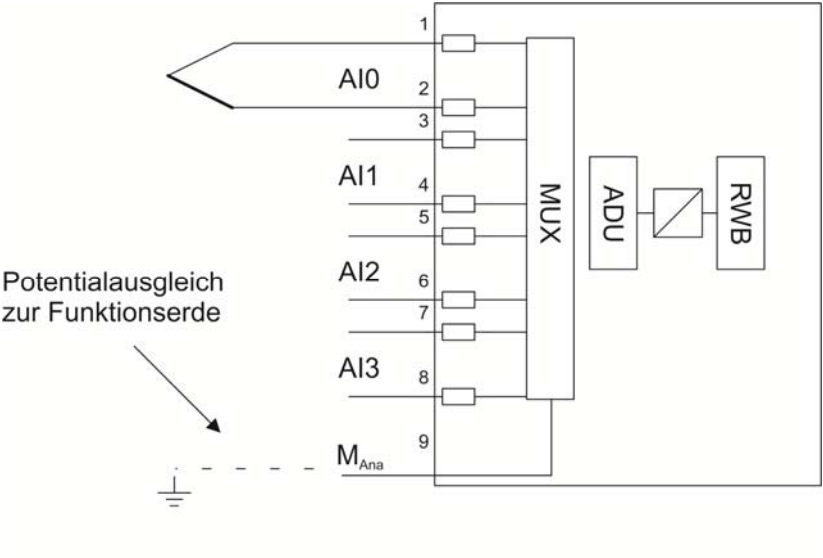 1
AI0
2
3
AI1
4
5
AI2
6
7
AI3
8
9
M Ana
MUX
ADU
RWB
Potentialausgleich
zur Funktionserde